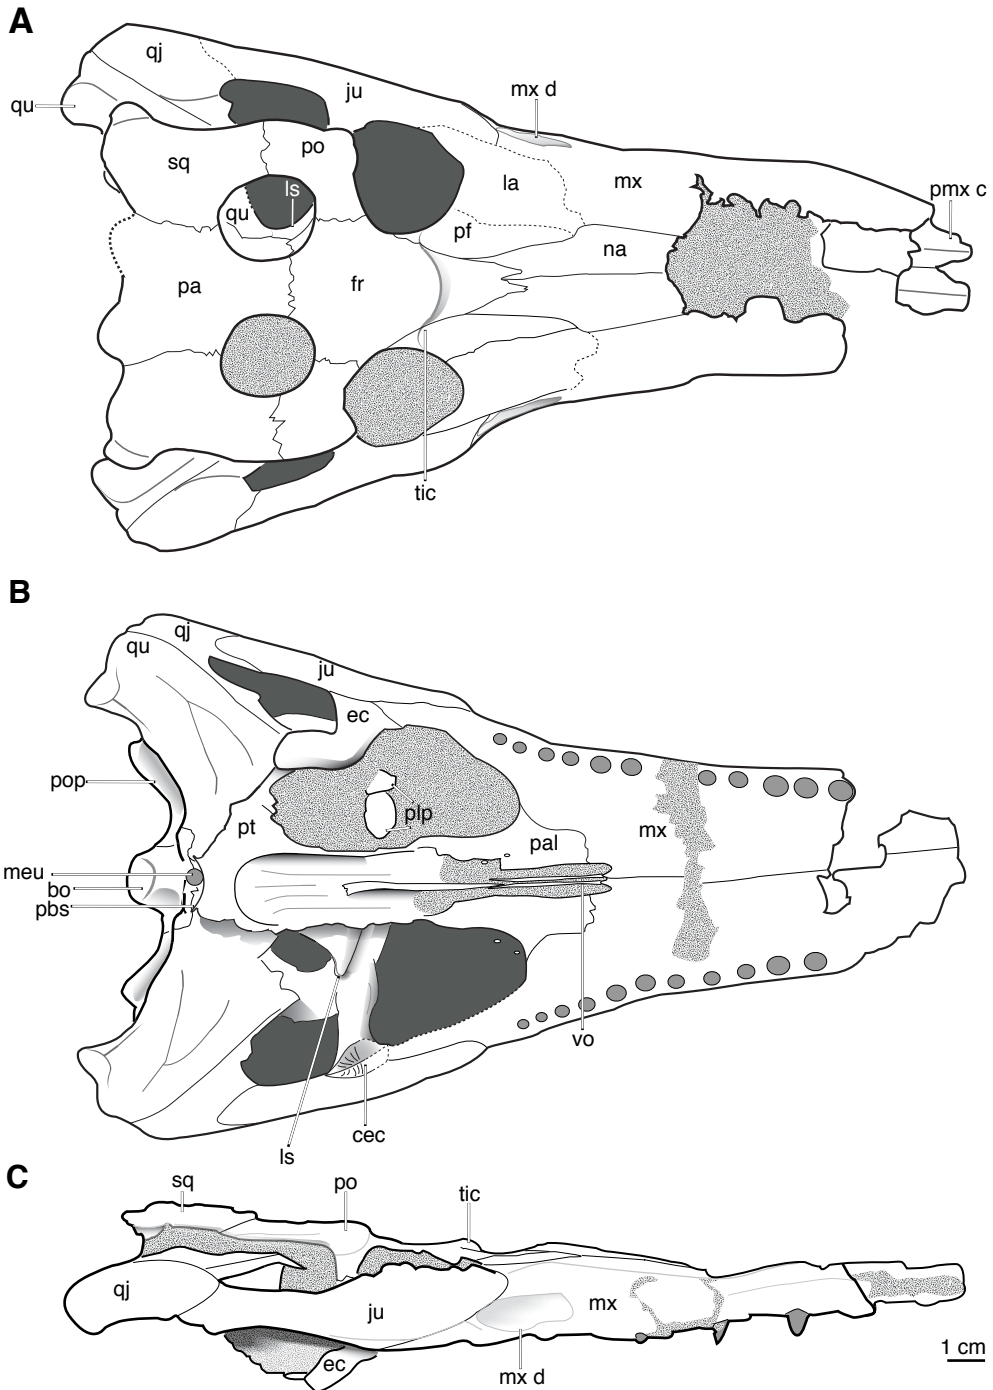 A
qj
qu
ju
mx d
sq
po
ls
qu
la
mx
pmx c
pf
na
pa
fr
tic
B
qj
qu
ju
ec
pop
plp
pt
pal
mx
meu
bo
pbs
vo
cec
ls
C
sq
po
tic
qj
ju
mx
ec
mx d
1 cm